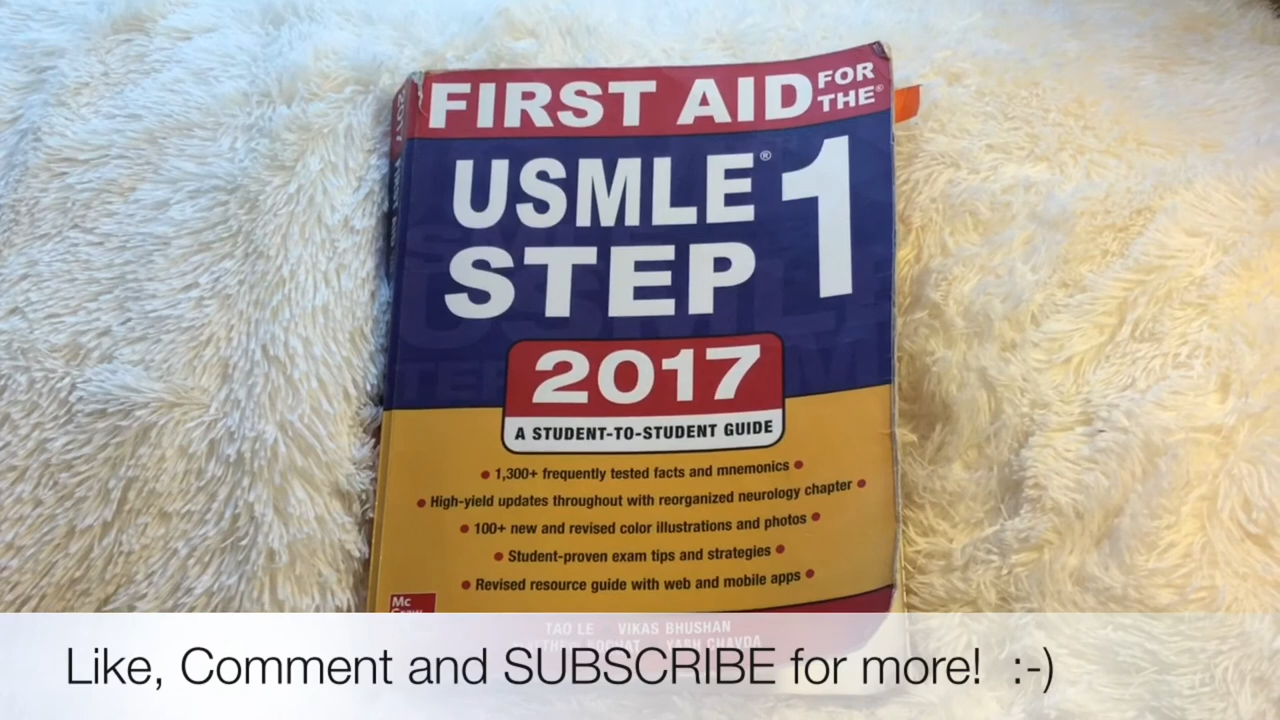 FIRST AID FOR THE®
USMLE®
STEP 1
2017
A STUDENT-TO-STUDENT GUIDE
• 1,300+ frequently tested facts and mnemonics •
• High-yield updates throughout with reorganized neurology chapter •
• 100+ new and revised color illustrations and photos •
• Student-proven exam tips and strategies •
• Revised resource guide with web and mobile apps •
Mc
TAO LE VIKAS BHUSHAN
YASH CHAVDA
Like, Comment and SUBSCRIBE for more! :-)